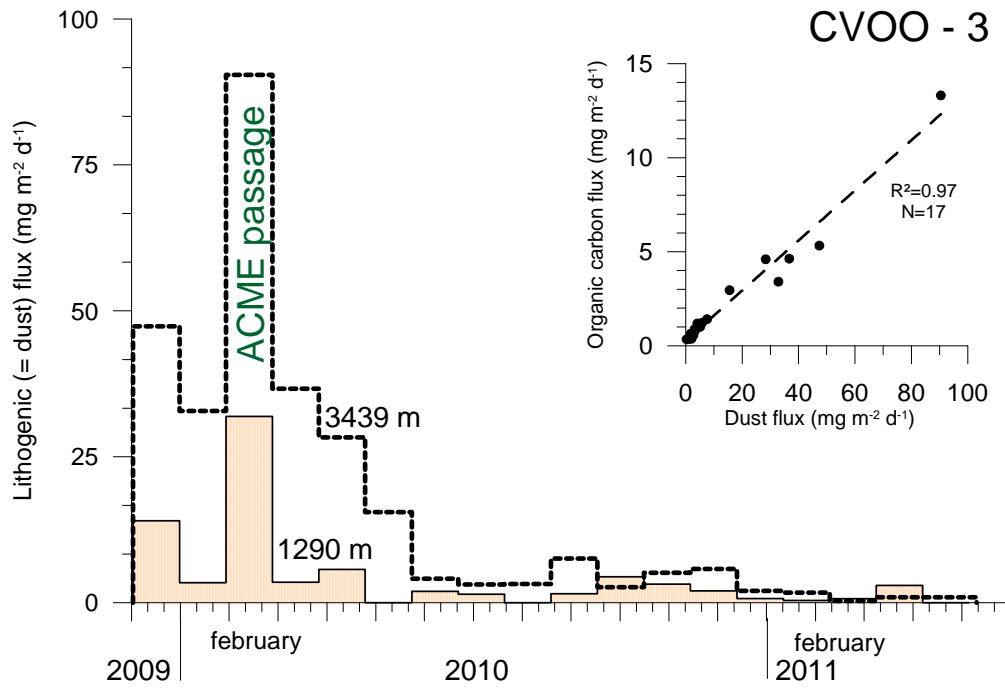 CVOO - 3
100
75
50
25
0
Lithogenic (= dust) flux (mg m⁻² d⁻¹)
ACME passage
3439 m
1290 m
february
february
2009
2010
2011
15
10
5
0
Organic carbon flux (mg m⁻² d⁻¹)
R²=0.97
N=17
0 20 40 60 80 100
Dust flux (mg m⁻² d⁻¹)